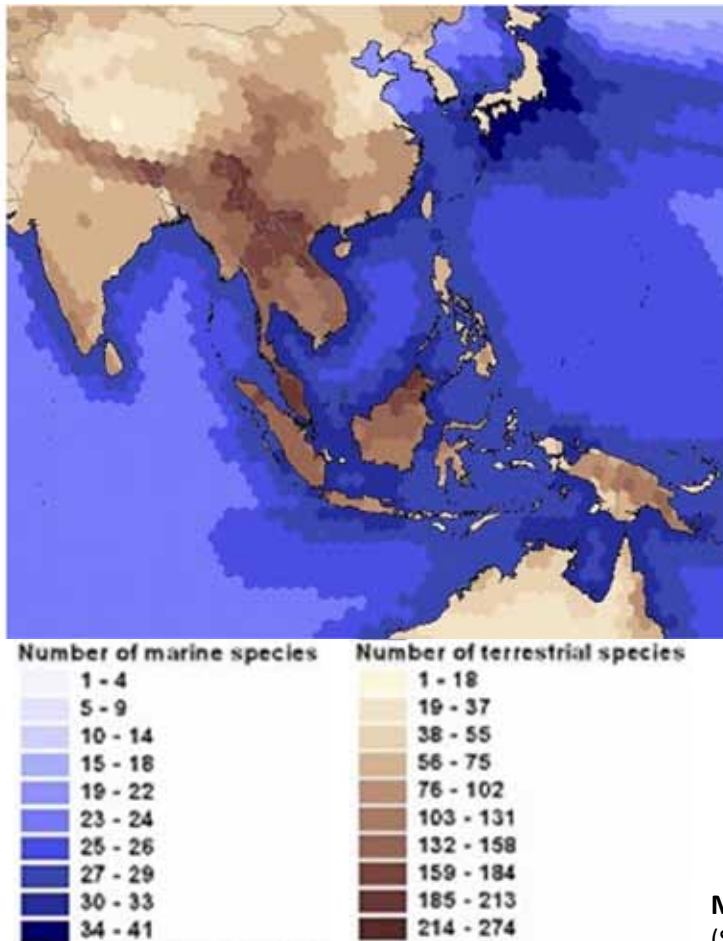 Number of marine species
1 - 4
5 - 9
10 - 14
15 - 18
19 - 22
23 - 24
25 - 26
27 - 29
30 - 33
34 - 41
Number of terrestrial species
1 - 18
19 - 37
38 - 55
56 - 75
76 - 102
103 - 131
132 - 158
159 - 184
185 - 213
214 - 274